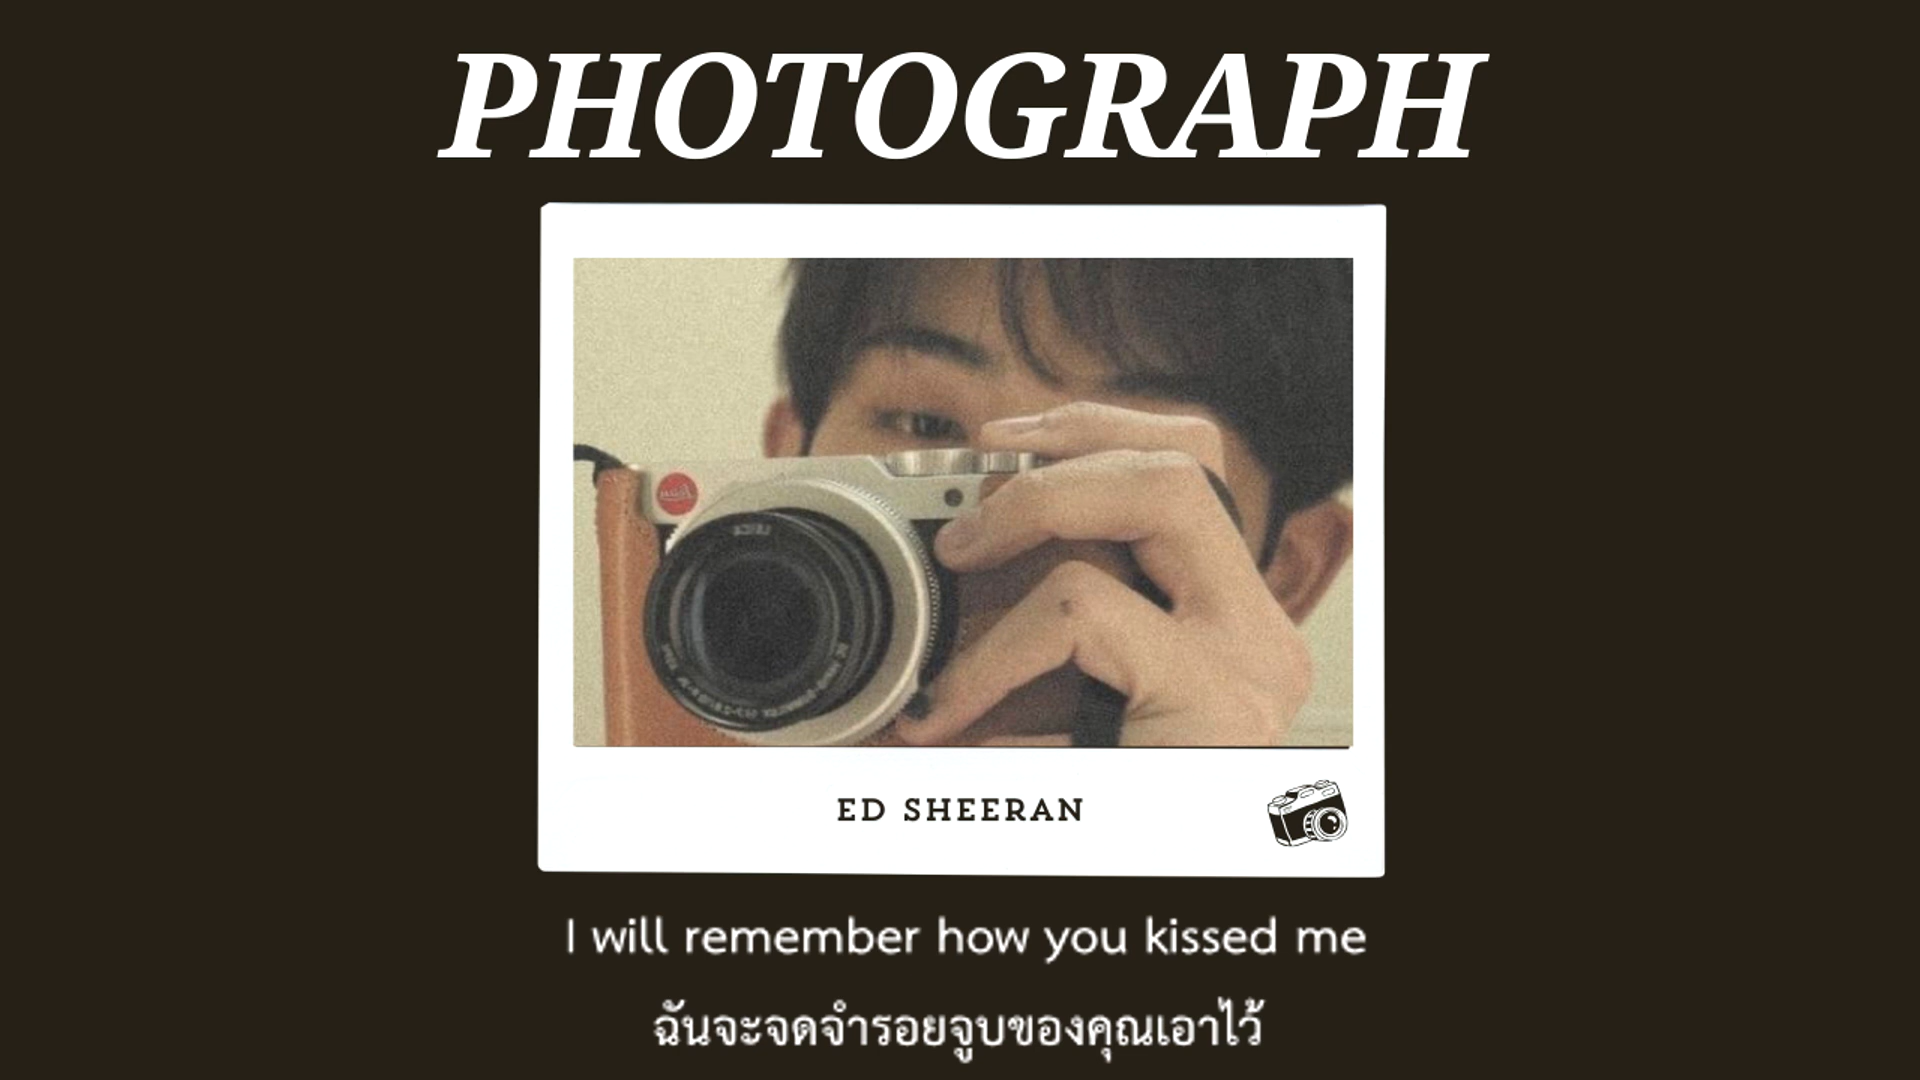 PHOTOGRAPH
LEICA
ED SHEERAN
I will remember how you kissed me
ฉันจะจดจำรอยจูบของคุณเอาไว้